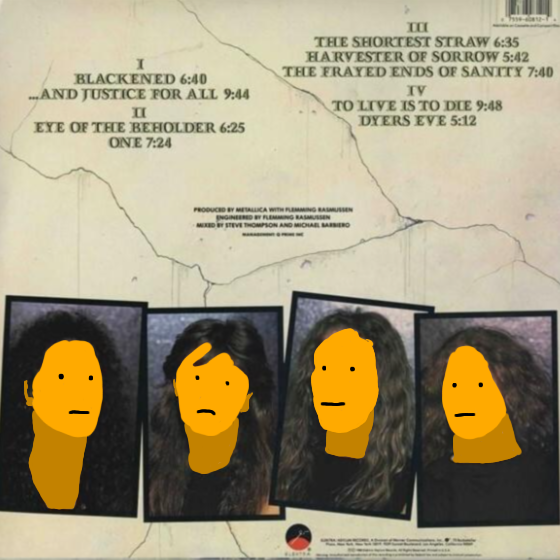 I
BLACKENED 6:40
...AND JUSTICE FOR ALL 9:44
II
EYE OF THE BEHOLDER 6:25
ONE 7:24
III
THE SHORTEST STRAW 6:35
HARVESTER OF SORROW 5:42
THE FRAYED ENDS OF SANITY 7:40
IV
TO LIVE IS TO DIE 9:48
DYERS EVE 5:12
PRODUCED BY METALLICA WITH FLEMMING RASMUSSEN
ENGINEERED BY FLEMMING RASMUSSEN
MIXED BY STEVE THOMPSON AND MICHAEL BARBIERO
ELEKTRA